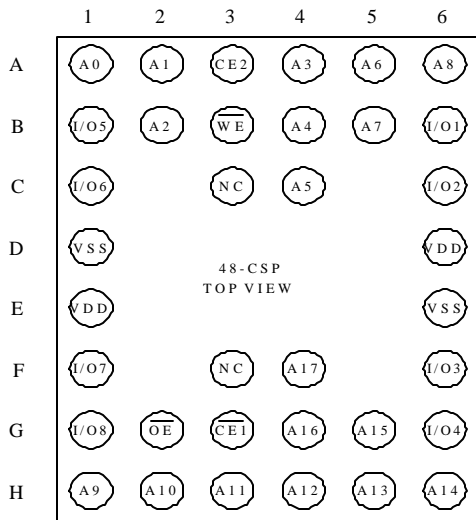 1 2 3 4 5 6
A A0 A1 CE2 A3 A6 A8
B I/O5 A2 WE A4 A7 I/O1
C I/O6 NC A5 I/O2
D VSS VDD
48-CSP
TOP VIEW
E VDD VSS
F I/O7 NC A17 I/O3
G I/O8 OE CE1 A16 A15 I/O4
H A9 A10 A11 A12 A13 A14